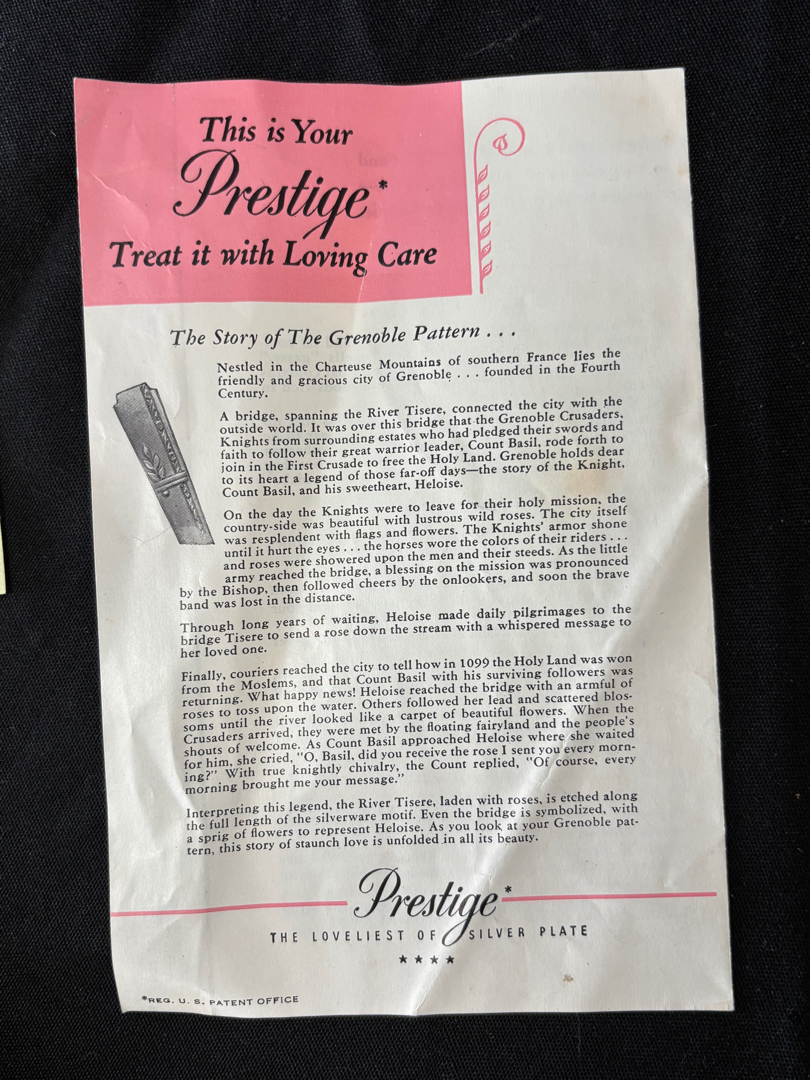 This is Your
Prestige*
Treat it with Loving Care
The Story of The Grenoble Pattern . . .
Nestled in the Charteuse Mountains of southern France lies the
friendly and gracious city of Grenoble . . . founded in the Fourth
Century.
A bridge, spanning the River Tisere, connected the city with the
outside world. It was over this bridge that the Grenoble Crusaders,
Knights from surrounding estates who had pledged their swords and
faith to follow their great warrior leader, Count Basil, rode forth to
join in the First Crusade to free the Holy Land. Grenoble holds dear
to its heart a legend of those far-off days—the story of the Knight,
Count Basil, and his sweetheart, Heloise.
On the day the Knights were to leave for their holy mission, the
country-side was beautiful with lustrous wild roses. The city itself
was resplendent with flags and flowers. The Knights' armor shone
until it hurt the eyes . . . the horses wore the colors of their riders . . .
and roses were showered upon the men and their steeds. As the little
army reached the bridge, a blessing on the mission was pronounced
by the Bishop, then followed cheers by the onlookers, and soon the brave
band was lost in the distance.
Through long years of waiting, Heloise made daily pilgrimages to the
bridge Tisere to send a rose down the stream with a whispered message to
her loved one.
Finally, couriers reached the city to tell how in 1099 the Holy Land was won
from the Moslems, and that Count Basil with his surviving followers was
returning. What happy news! Heloise reached the bridge with an armful of
roses to toss upon the water. Others followed her lead and scattered blos-
soms until the river looked like a carpet of beautiful flowers. When the
Crusaders arrived, they were met by the floating fairyland and the people's
shouts of welcome. As Count Basil approached Heloise where she waited
for him, she cried, "O, Basil, did you receive the rose I sent you every morn-
ing?" With true knightly chivalry, the Count replied, "Of course, every
morning brought me your message."
Interpreting this legend, the River Tisere, laden with roses, is etched along
the full length of the silverware motif. Even the bridge is symbolized, with
a sprig of flowers to represent Heloise. As you look at your Grenoble pat-
tern, this story of staunch love is unfolded in all its beauty.
Prestige*
THE LOVELIEST OF SILVER PLATE
★ ★ ★ ★
*REG. U. S. PATENT OFFICE